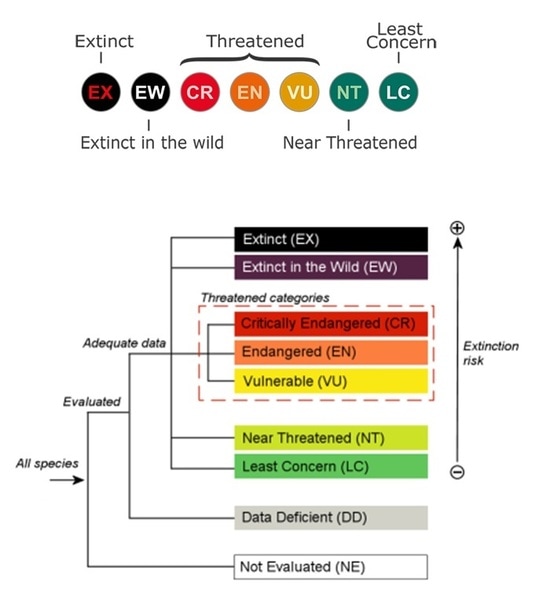 Extinct
Threatened
Least
Concern
EX
EW
CR
EN
VU
NT
LC
Extinct in the wild
Near Threatened
Extinct (EX)
Extinct in the Wild (EW)
Threatened categories
Critically Endangered (CR)
Adequate data
Endangered (EN)
Extinction
risk
Vulnerable (VU)
Evaluated
Near Threatened (NT)
All species
Least Concern (LC)
Data Deficient (DD)
Not Evaluated (NE)